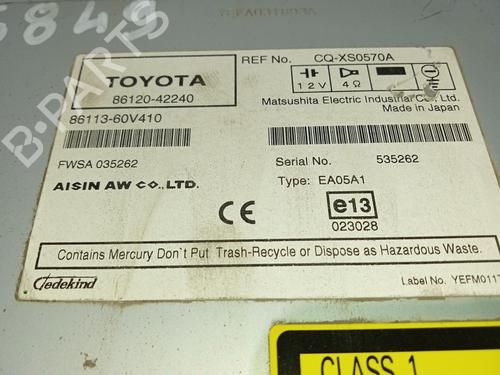 TOYOTA
86120-42240
REF No. CQ-XS0570A
12V 4Ω
Matsushita Electric Industrial Co., Ltd.
Made in Japan
86113-60V410
FWSA 035262
Serial No. 535262
AISIN AW CO., LTD.
Type: EA05A1
CE
e13
023028
Contains Mercury Don`t Put Trash-Recycle or Dispose as Hazardous Waste.
Gedekind
Label No. YEFM0117
CLASS 1
B-PARTS